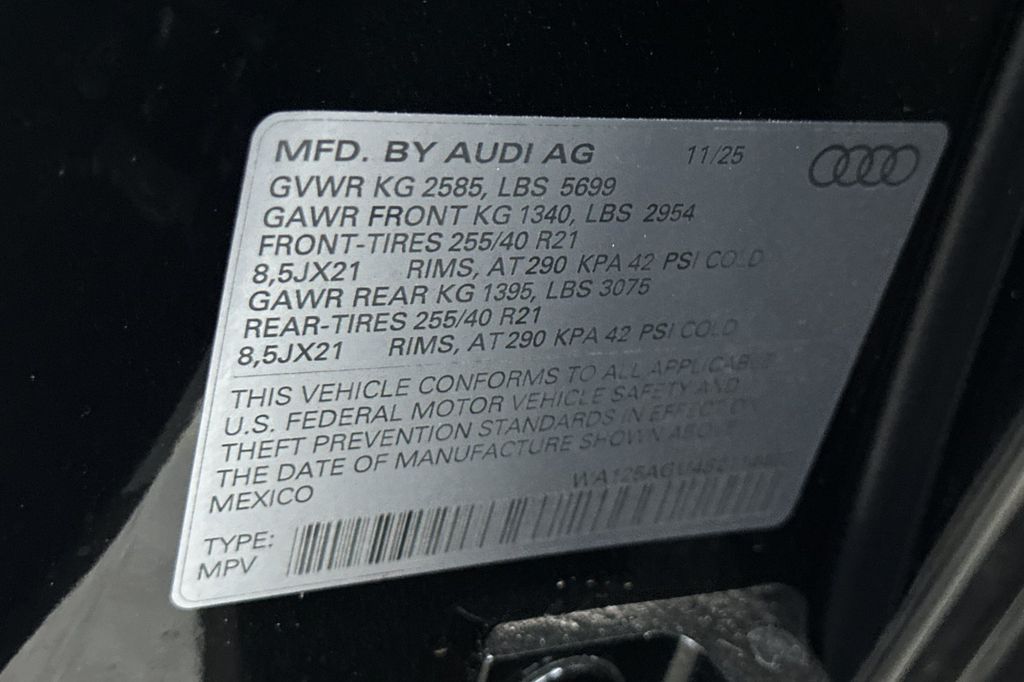 MFD. BY AUDI AG 11/25
GVWR KG 2585, LBS 5699
GAWR FRONT KG 1340, LBS 2954
FRONT-TIRES 255/40 R21
8,5JX21 RIMS, AT 290 KPA 42 PSI COLD
GAWR REAR KG 1395, LBS 3075
REAR-TIRES 255/40 R21
8,5JX21 RIMS, AT 290 KPA 42 PSI COLD
THIS VEHICLE CONFORMS TO ALL APPLICABLE
U.S. FEDERAL MOTOR VEHICLE SAFETY AND
THEFT PREVENTION STANDARDS IN EFFECT ON
THE DATE OF MANUFACTURE SHOWN ABOVE
MEXICO
TYPE:
MPV